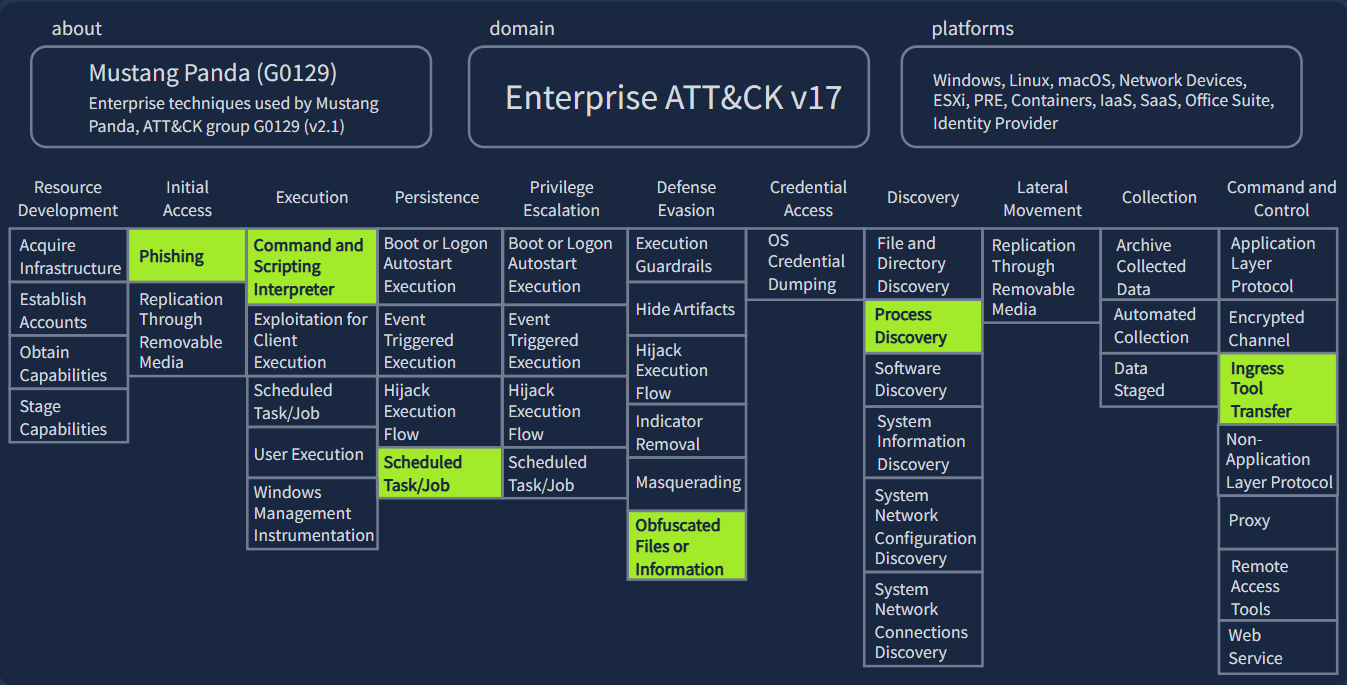 about
Mustang Panda (G0129)
Enterprise techniques used by Mustang
Panda, ATT&CK group G0129 (v2.1)
domain
Enterprise ATT&CK v17
platforms
Windows, Linux, macOS, Network Devices,
ESXi, PRE, Containers, IaaS, SaaS, Office Suite,
Identity Provider
Resource
Development
Acquire
Infrastructure
Establish
Accounts
Obtain
Capabilities
Stage
Capabilities
Initial
Access
Phishing
Replication
Through
Removable
Media
Execution
Command and
Scripting
Interpreter
Exploitation for
Client
Execution
Scheduled
Task/Job
User Execution
Windows
Management
Instrumentation
Persistence
Boot or Logon
Autostart
Execution
Event
Triggered
Execution
Hijack
Execution
Flow
Scheduled
Task/Job
Privilege
Escalation
Boot or Logon
Autostart
Execution
Event
Triggered
Execution
Hijack
Execution
Flow
Scheduled
Task/Job
Defense
Evasion
Execution
Guardrails
Hide Artifacts
Hijack
Execution
Flow
Indicator
Removal
Masquerading
Obfuscated
Files or
Information
Credential
Access
OS
Credential
Dumping
Discovery
File and
Directory
Discovery
Process
Discovery
Software
Discovery
System
Information
Discovery
System
Network
Configuration
Discovery
System
Network
Connections
Discovery
Lateral
Movement
Replication
Through
Removable
Media
Collection
Archive
Collected
Data
Automated
Collection
Data
Staged
Command and
Control
Application
Layer
Protocol
Encrypted
Channel
Ingress
Tool
Transfer
Non-
Application
Layer Protocol
Proxy
Remote
Access
Tools
Web
Service